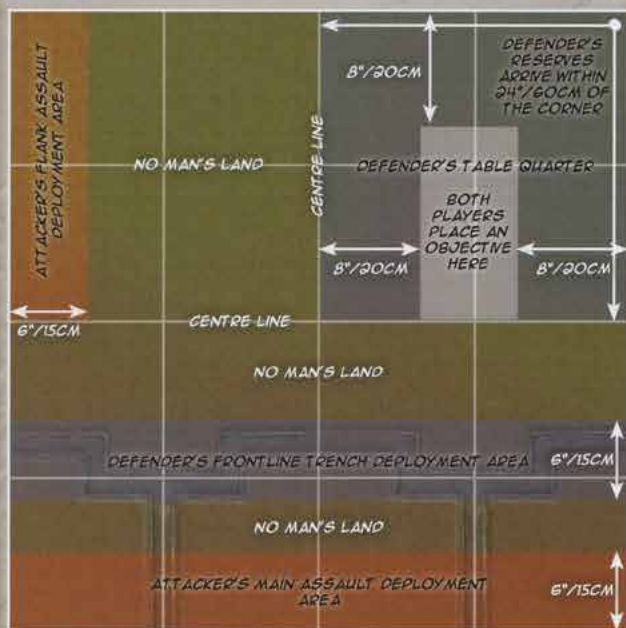 DEFENDER'S
RESERVES
ARRIVE WITHIN
24"/60CM OF
THE CORNER
8"/20CM
ATTACKER'S FLANK ASSAULT
DEPLOYMENT AREA
NO MAN'S LAND
CENTRE LINE
DEFENDER'S TABLE QUARTER
BOTH
PLAYERS
PLACE AN
OBJECTIVE
HERE
8"/20CM
8"/20CM
6"/15CM
CENTRE LINE
NO MAN'S LAND
DEFENDER'S FRONTLINE TRENCH DEPLOYMENT AREA
6"/15CM
NO MAN'S LAND
ATTACKER'S MAIN ASSAULT DEPLOYMENT
AREA
6"/15CM